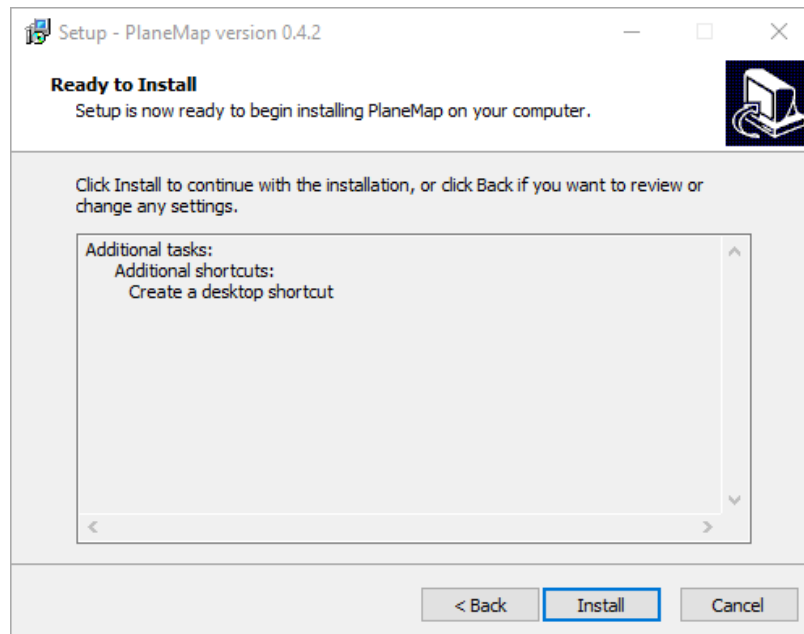 Setup - PlaneMap version 0.4.2
Ready to Install
Setup is now ready to begin installing PlaneMap on your computer.
Click Install to continue with the installation, or click Back if you want to review or
change any settings.
Additional tasks:
Additional shortcuts:
Create a desktop shortcut
< Back
Install
Cancel